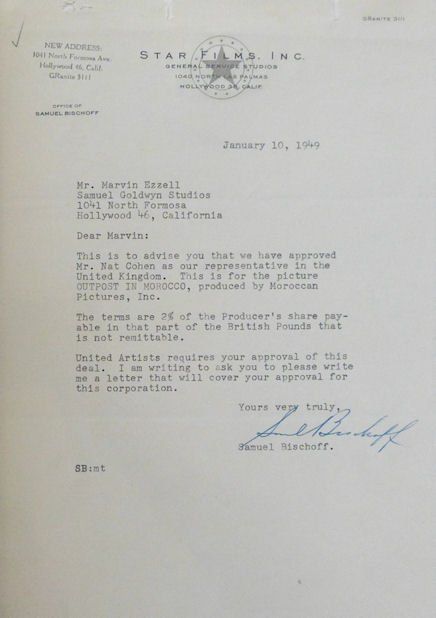 GRANITE 3111
NEW ADDRESS:
1041 North Formosa Ave.
Hollywood 46, Calif.
GRanite 5111
STAR FILMS, INC.
GENERAL SERVICE STUDIOS
1040 NORTH LAS PALMAS
HOLLYWOOD 38, CALIF.
OFFICE OF
SAMUEL BISCHOFF
January 10, 1949
Mr. Marvin Ezzell
Samuel Goldwyn Studios
1041 North Formosa
Hollywood 46, California
Dear Marvin:
This is to advise you that we have approved
Mr. Nat Cohen as our representative in the
United Kingdom. This is for the picture
OUTPOST IN MOROCCO, produced by Moroccan
Pictures, Inc.
The terms are 2% of the Producer's share pay-
able in that part of the British Pounds that
is not remittable.
United Artists requires your approval of this
deal. I am writing to ask you to please write
me a letter that will cover your approval for
this corporation.
Yours very truly,
Saml Bischoff
Samuel Bischoff.
SB:mt